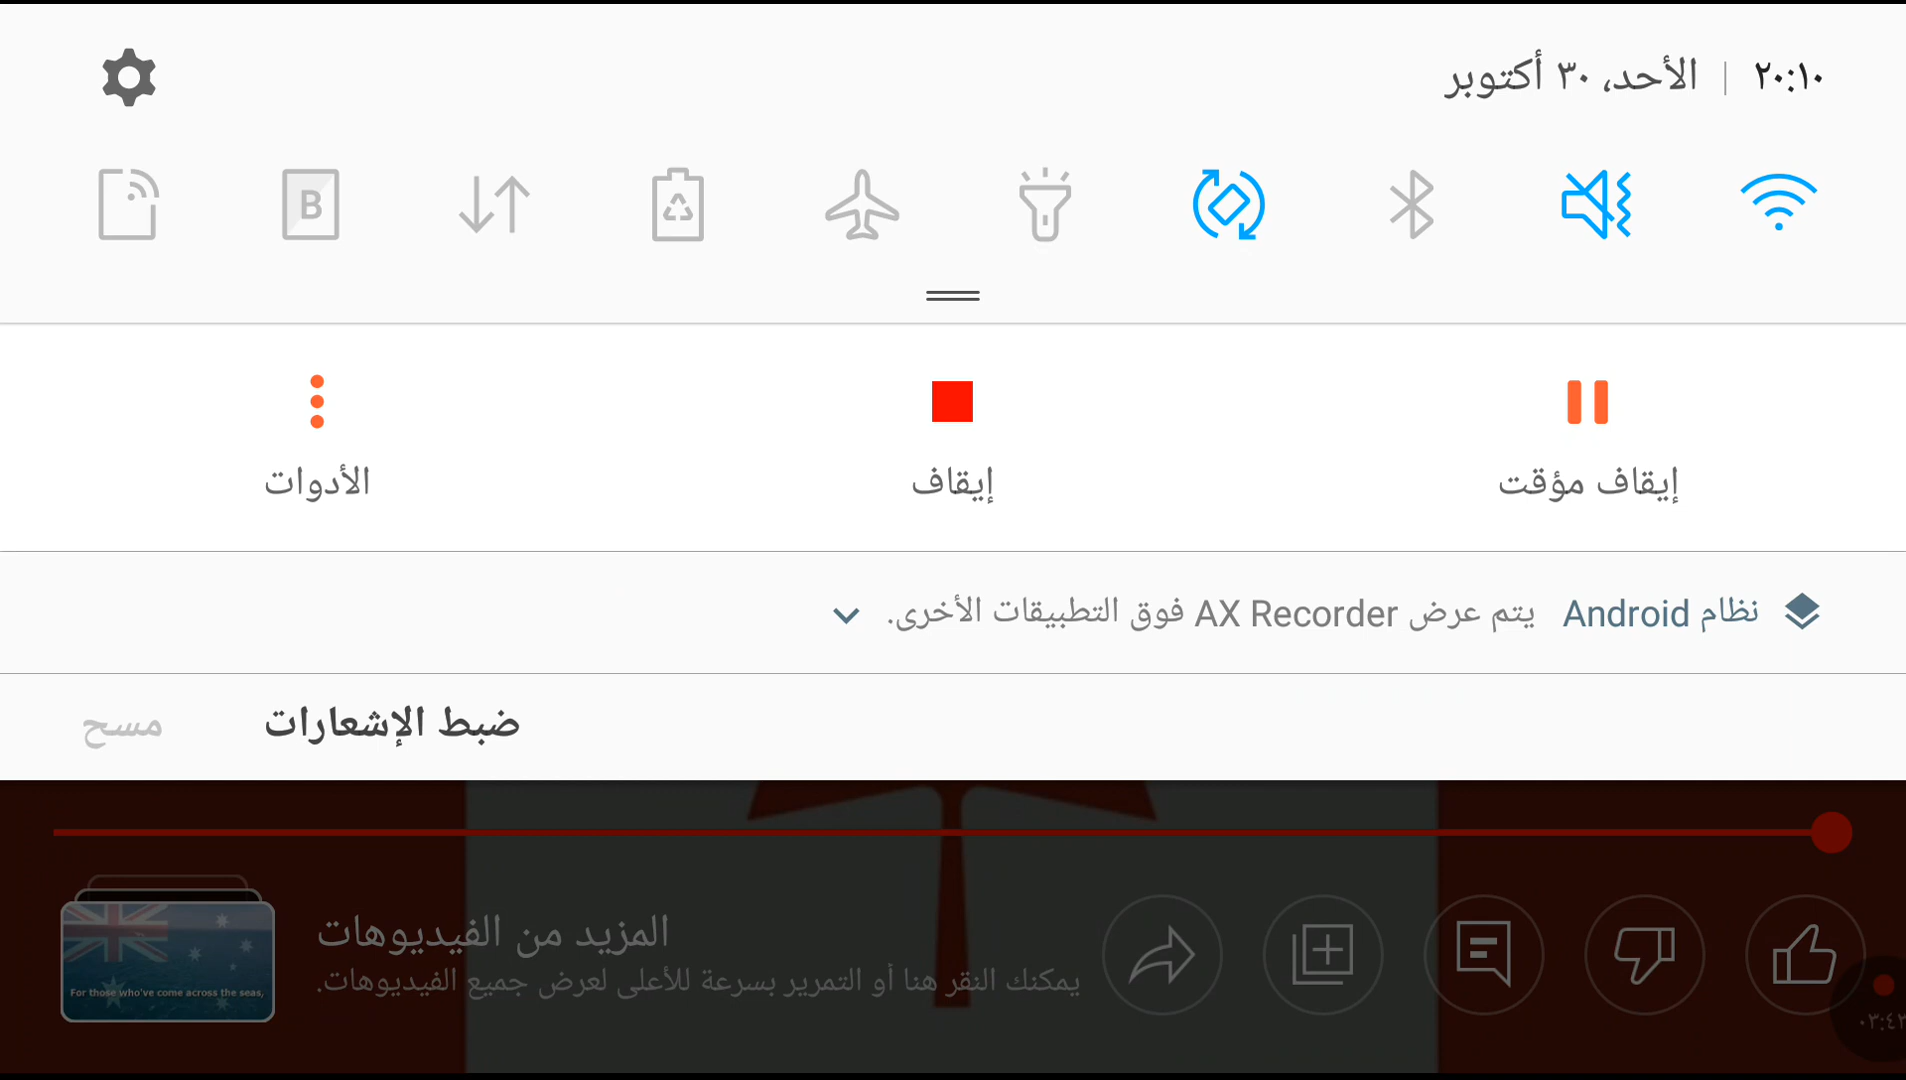 ٢٠:١٠ | الأحد، ٣٠ أكتوبر
B
إيقاف مؤقت
إيقاف
الأدوات
نظام Android يتم عرض AX Recorder فوق التطبيقات الأخرى.
ضبط الإشعارات
مسح
المزيد من الفيديوهات
يمكنك النقر هنا أو التمرير بسرعة للأعلى لعرض جميع الفيديوهات.
For those who've come across the seas,
٠٣:٤٢